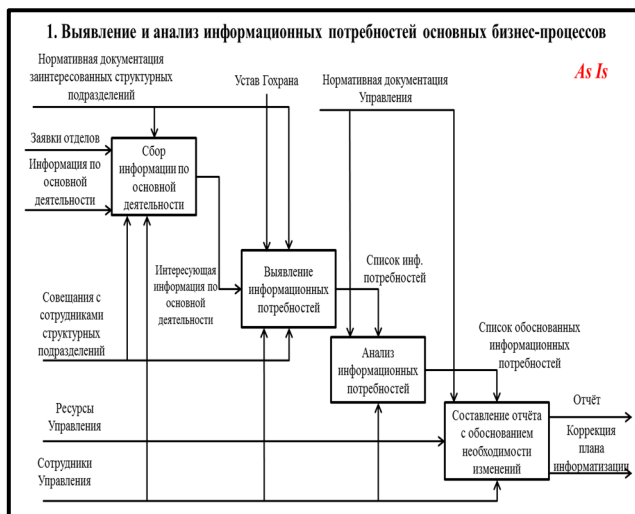 1. Выявление и анализ информационных потребностей основных бизнес-процессов
As Is
Нормативная документация
заинтересованных структурных
подразделений
Устав Гохрана
Нормативная документация
Управления
Заявки отделов
Информация по
основной
деятельности
Сбор
информации по
основной
деятельности
Интересующая
информация по
основной
деятельности
Выявление
информационных
потребностей
Список инф.
потребностей
Совещания с
сотрудниками
структурных
подразделений
Анализ
информационных
потребностей
Список обоснованных
информационных
потребностей
Ресурсы
Управления
Составление отчёта
с обоснованием
необходимости
изменений
Отчёт
Коррекция
плана
информатизации
Сотрудники
Управления